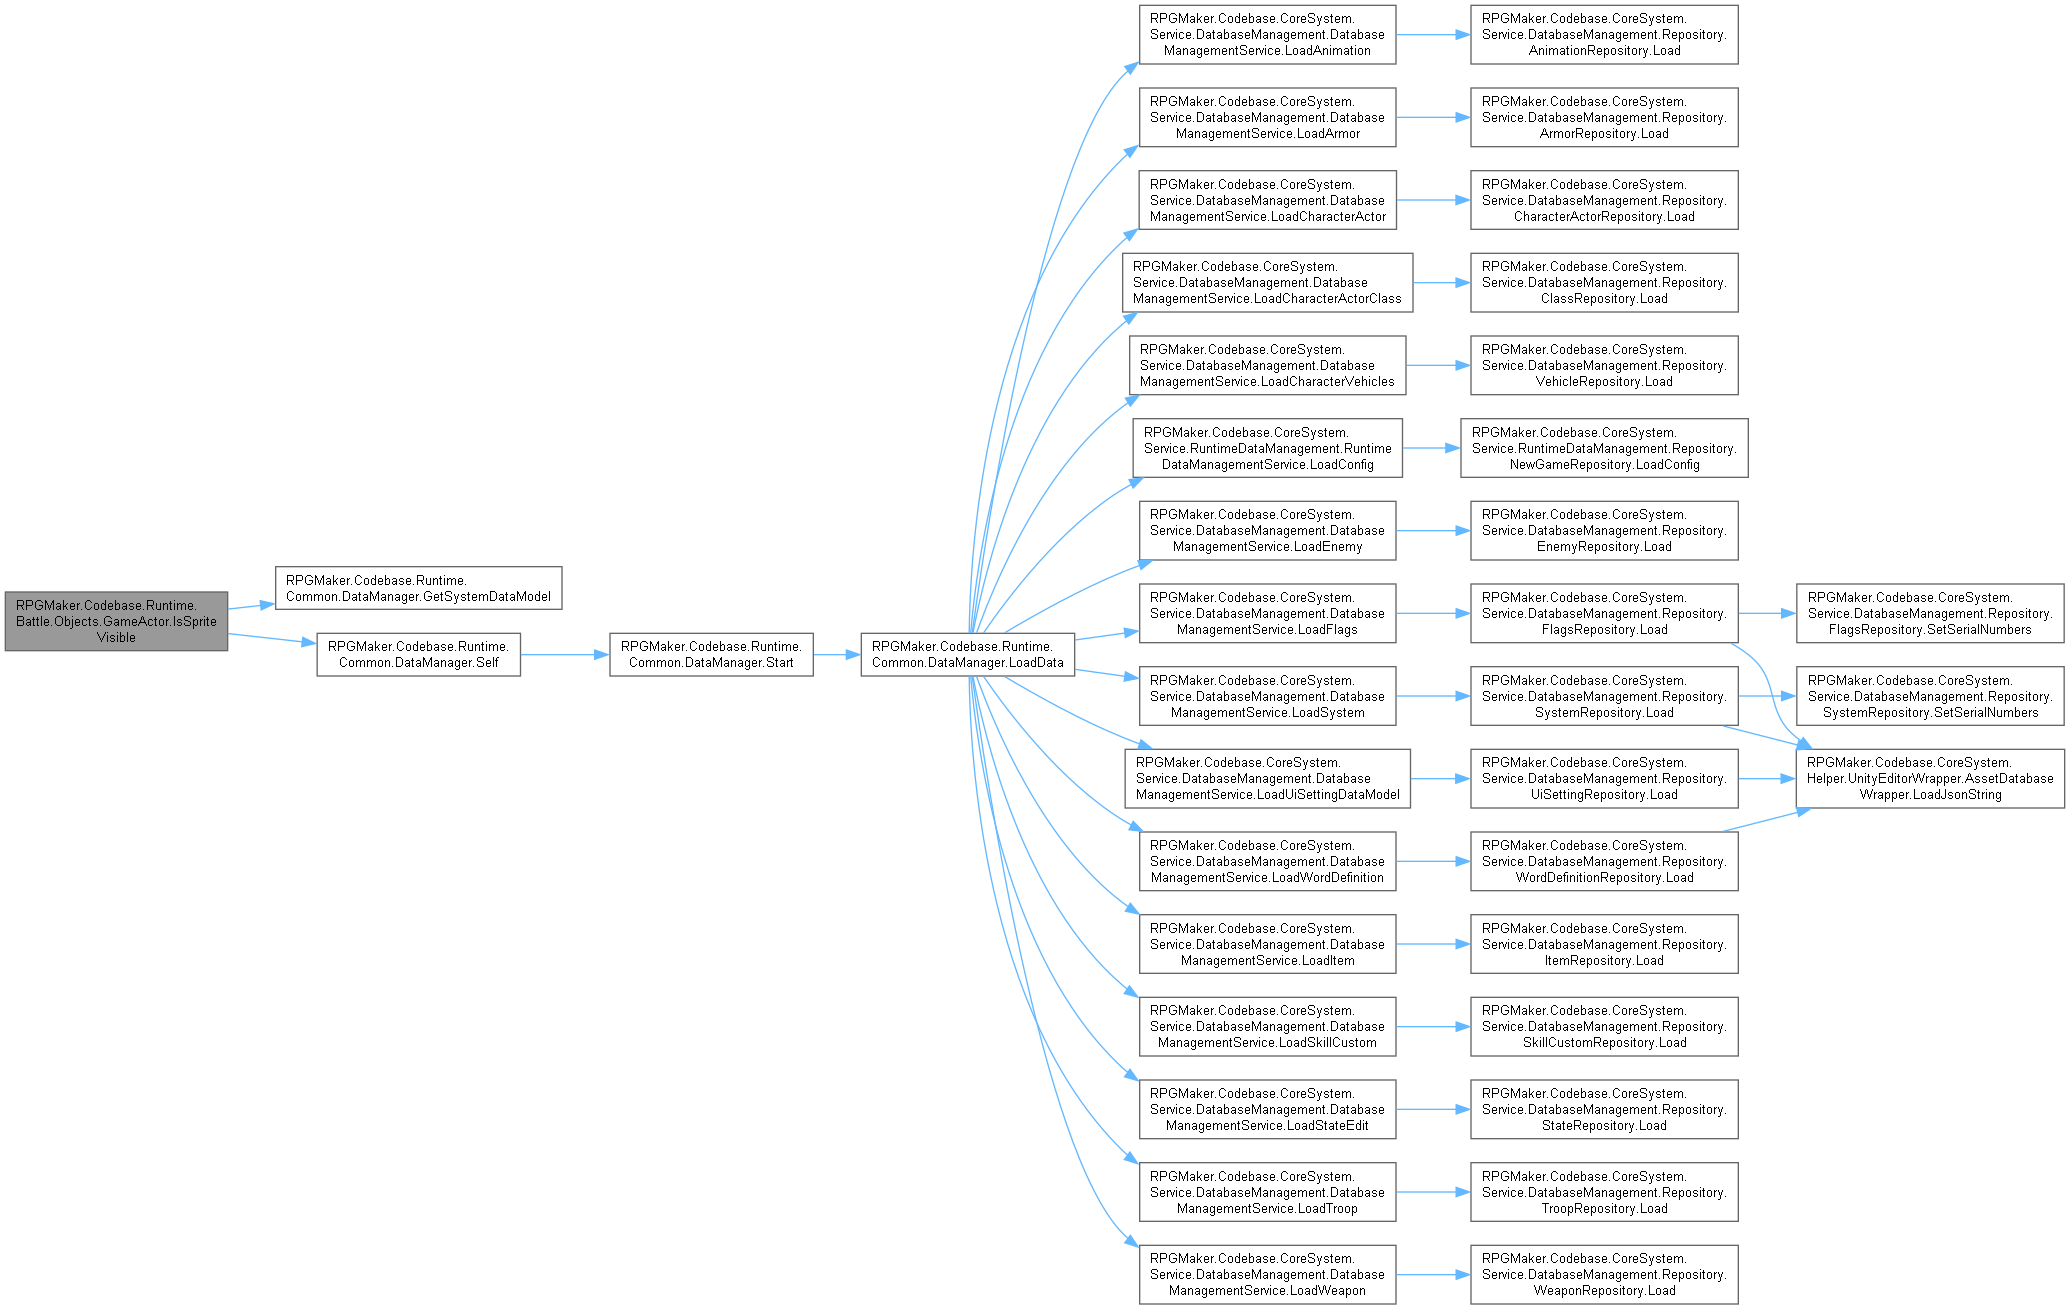 RPGMaker.Codebase.Runtime.
Battle.Objects.GameActor.IsSprite
Visible
RPGMaker.Codebase.Runtime.
Common.DataManager.GetSystemDataModel
RPGMaker.Codebase.Runtime.
Common.DataManager.Self
RPGMaker.Codebase.Runtime.
Common.DataManager.Start
RPGMaker.Codebase.Runtime.
Common.DataManager.LoadData
RPGMaker.Codebase.CoreSystem.
Service.DatabaseManagement.Database
ManagementService.LoadAnimation
RPGMaker.Codebase.CoreSystem.
Service.DatabaseManagement.Repository.
AnimationRepository.Load
RPGMaker.Codebase.CoreSystem.
Service.DatabaseManagement.Database
ManagementService.LoadArmor
RPGMaker.Codebase.CoreSystem.
Service.DatabaseManagement.Repository.
ArmorRepository.Load
RPGMaker.Codebase.CoreSystem.
Service.DatabaseManagement.Database
ManagementService.LoadCharacterActor
RPGMaker.Codebase.CoreSystem.
Service.DatabaseManagement.Repository.
CharacterActorRepository.Load
RPGMaker.Codebase.CoreSystem.
Service.DatabaseManagement.Database
ManagementService.LoadCharacterActorClass
RPGMaker.Codebase.CoreSystem.
Service.DatabaseManagement.Repository.
ClassRepository.Load
RPGMaker.Codebase.CoreSystem.
Service.DatabaseManagement.Database
ManagementService.LoadCharacterVehicles
RPGMaker.Codebase.CoreSystem.
Service.DatabaseManagement.Repository.
VehicleRepository.Load
RPGMaker.Codebase.CoreSystem.
Service.RuntimeDataManagement.Runtime
DataManagementService.LoadConfig
RPGMaker.Codebase.CoreSystem.
Service.RuntimeDataManagement.Repository.
NewGameRepository.LoadConfig
RPGMaker.Codebase.CoreSystem.
Service.DatabaseManagement.Database
ManagementService.LoadEnemy
RPGMaker.Codebase.CoreSystem.
Service.DatabaseManagement.Repository.
EnemyRepository.Load
RPGMaker.Codebase.CoreSystem.
Service.DatabaseManagement.Database
ManagementService.LoadFlags
RPGMaker.Codebase.CoreSystem.
Service.DatabaseManagement.Repository.
FlagsRepository.Load
RPGMaker.Codebase.CoreSystem.
Service.DatabaseManagement.Repository.
FlagsRepository.SetSerialNumbers
RPGMaker.Codebase.CoreSystem.
Service.DatabaseManagement.Database
ManagementService.LoadSystem
RPGMaker.Codebase.CoreSystem.
Service.DatabaseManagement.Repository.
SystemRepository.Load
RPGMaker.Codebase.CoreSystem.
Service.DatabaseManagement.Repository.
SystemRepository.SetSerialNumbers
RPGMaker.Codebase.CoreSystem.
Service.DatabaseManagement.Database
ManagementService.LoadUiSettingDataModel
RPGMaker.Codebase.CoreSystem.
Service.DatabaseManagement.Repository.
UiSettingRepository.Load
RPGMaker.Codebase.CoreSystem.
Helper.UnityEditorWrapper.AssetDatabase
Wrapper.LoadJsonString
RPGMaker.Codebase.CoreSystem.
Service.DatabaseManagement.Database
ManagementService.LoadWordDefinition
RPGMaker.Codebase.CoreSystem.
Service.DatabaseManagement.Repository.
WordDefinitionRepository.Load
RPGMaker.Codebase.CoreSystem.
Service.DatabaseManagement.Database
ManagementService.LoadItem
RPGMaker.Codebase.CoreSystem.
Service.DatabaseManagement.Repository.
ItemRepository.Load
RPGMaker.Codebase.CoreSystem.
Service.DatabaseManagement.Database
ManagementService.LoadSkillCustom
RPGMaker.Codebase.CoreSystem.
Service.DatabaseManagement.Repository.
SkillCustomRepository.Load
RPGMaker.Codebase.CoreSystem.
Service.DatabaseManagement.Database
ManagementService.LoadStateEdit
RPGMaker.Codebase.CoreSystem.
Service.DatabaseManagement.Repository.
StateRepository.Load
RPGMaker.Codebase.CoreSystem.
Service.DatabaseManagement.Database
ManagementService.LoadTroop
RPGMaker.Codebase.CoreSystem.
Service.DatabaseManagement.Repository.
TroopRepository.Load
RPGMaker.Codebase.CoreSystem.
Service.DatabaseManagement.Database
ManagementService.LoadWeapon
RPGMaker.Codebase.CoreSystem.
Service.DatabaseManagement.Repository.
WeaponRepository.Load